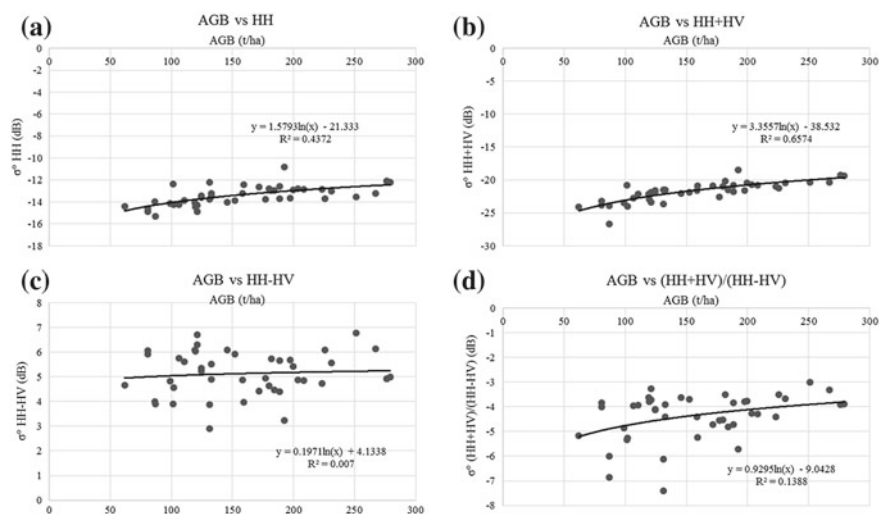 (a)
AGB vs HH
AGB (t/ha)
0 50 100 150 200 250 300
0
-2
-4
-6
-8
-10
-12
-14
-16
-18
σ° HH (dB)
y = 1.5793ln(x) - 21.333
R² = 0.4372
(b)
AGB vs HH+HV
AGB (t/ha)
0 50 100 150 200 250 300
0
-5
-10
-15
-20
-25
-30
σ° HH+HV (dB)
y = 3.3557ln(x) - 38.532
R² = 0.6574
(c)
AGB vs HH-HV
AGB (t/ha)
0 50 100 150 200 250 300
8
7
6
5
4
3
2
1
0
σ° HH-HV (dB)
y = 0.1971ln(x) + 4.1338
R² = 0.007
(d)
AGB vs (HH+HV)/(HH-HV)
AGB (t/ha)
0 50 100 150 200 250 300
0
-1
-2
-3
-4
-5
-6
-7
-8
σ° (HH+HV)/(HH-HV) (dB)
y = 0.9295ln(x) - 9.0428
R² = 0.1388